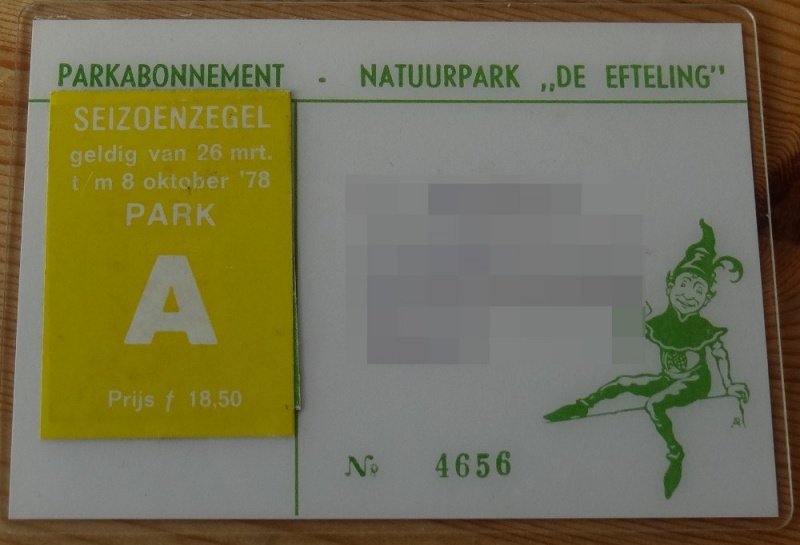 PARKABONNEMENT - NATUURPARK „DE EFTELING”
SEIZOENZEGEL
geldig van 26 mrt.
t/m 8 oktober '78
PARK
A
Prijs ƒ 18,50
No 4656